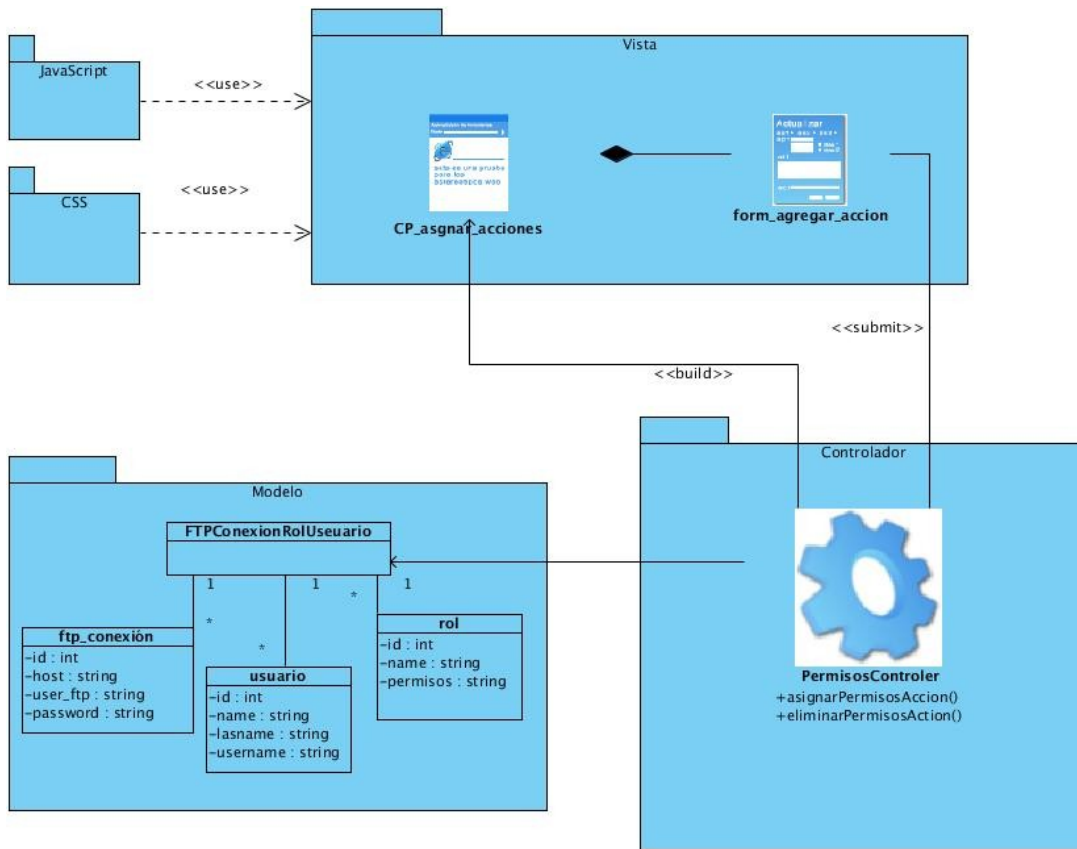 Vista
JavaScript
<<use>>
CSS
<<use>>
Actualizar
CP_asgnar_acciones
form_agregar_accion
<<submit>>
<<build>>
Controlador
Modelo
FTPConexionRolUseuario
1
1
1
*
*
*
ftp_conexión
-id : int
-host : string
-user_ftp : string
-password : string
usuario
-id : int
-name : string
-lasname : string
-username : string
rol
-id : int
-name : string
-permisos : string
PermisosControler
+asignarPermisosAccion()
+eliminarPermisosAction()